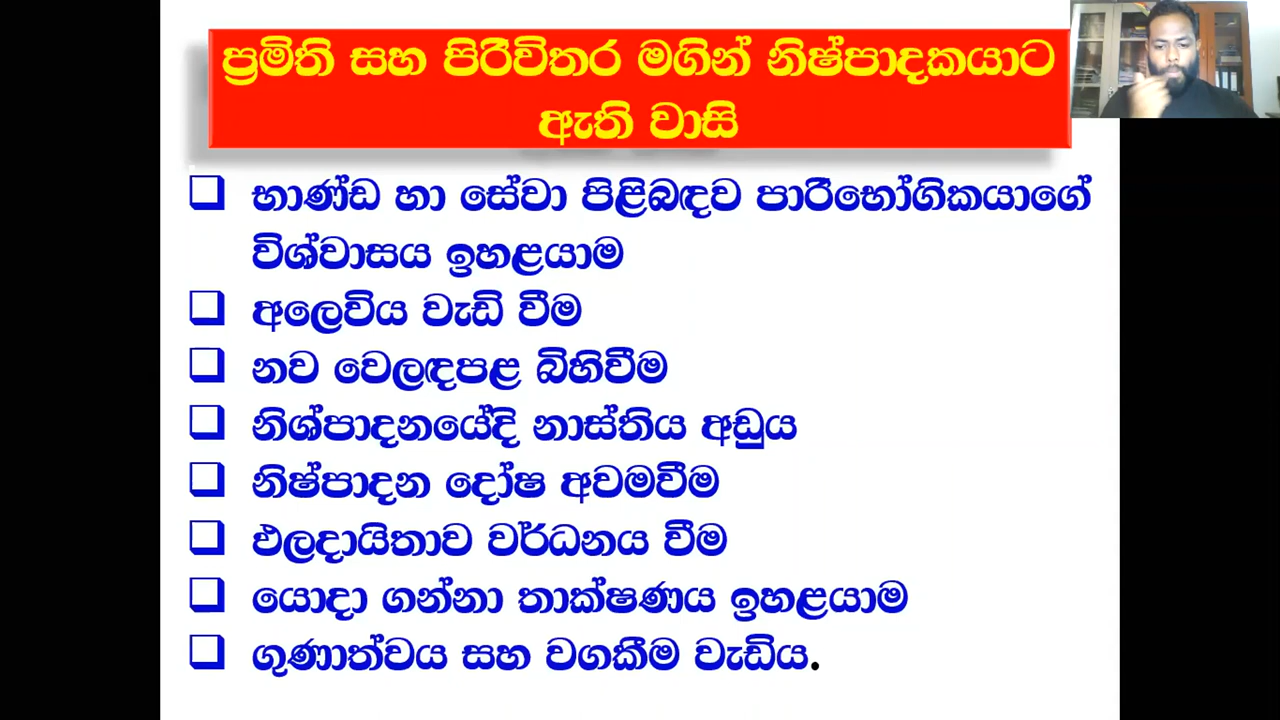 ප්‍රමිති සහ පිරිවිතර මගින් නිෂ්පාදකයාට
ඇති වාසි
❑ භාණ්ඩ හා සේවා පිළිබඳව පාරිභෝගිකයාගේ
විශ්වාසය ඉහළයාම
❑ අලෙවිය වැඩි වීම
❑ නව වෙලඳපළ බිහිවීම
❑ නිශ්පාදනයේදි නාස්තිය අඩුය
❑ නිෂ්පාදන දෝෂ අවමවීම
❑ ඵලදායිතාව වර්ධනය වීම
❑ යොදා ගන්නා තාක්ෂණය ඉහළයාම
❑ ගුණාත්වය සහ වගකීම වැඩිය.